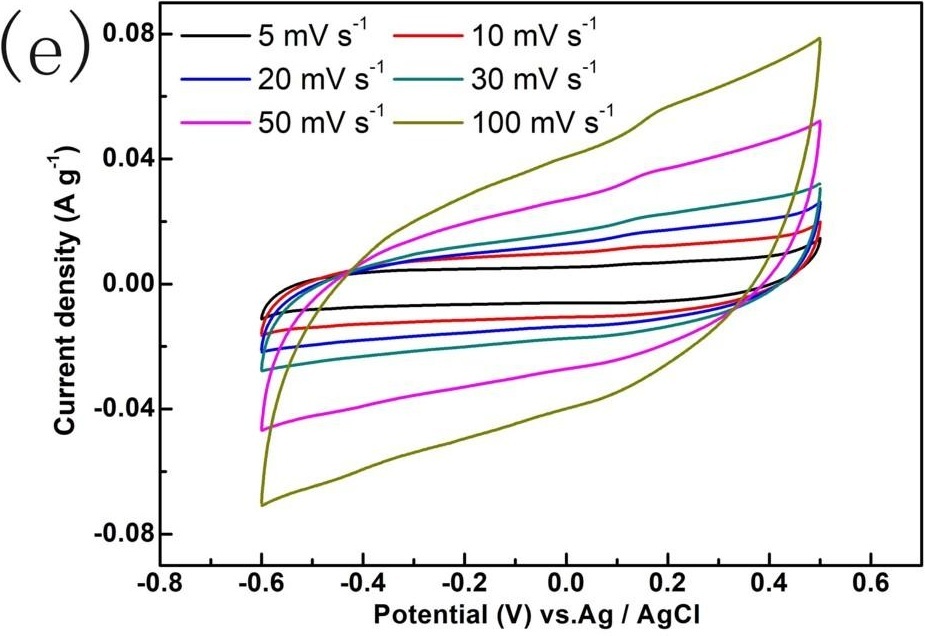 (e)
5 mV s⁻¹ 10 mV s⁻¹
20 mV s⁻¹ 30 mV s⁻¹
50 mV s⁻¹ 100 mV s⁻¹
0.08
0.04
0.00
-0.04
-0.08
Current density (A g⁻¹)
-0.8 -0.6 -0.4 -0.2 0.0 0.2 0.4 0.6
Potential (V) vs.Ag / AgCl